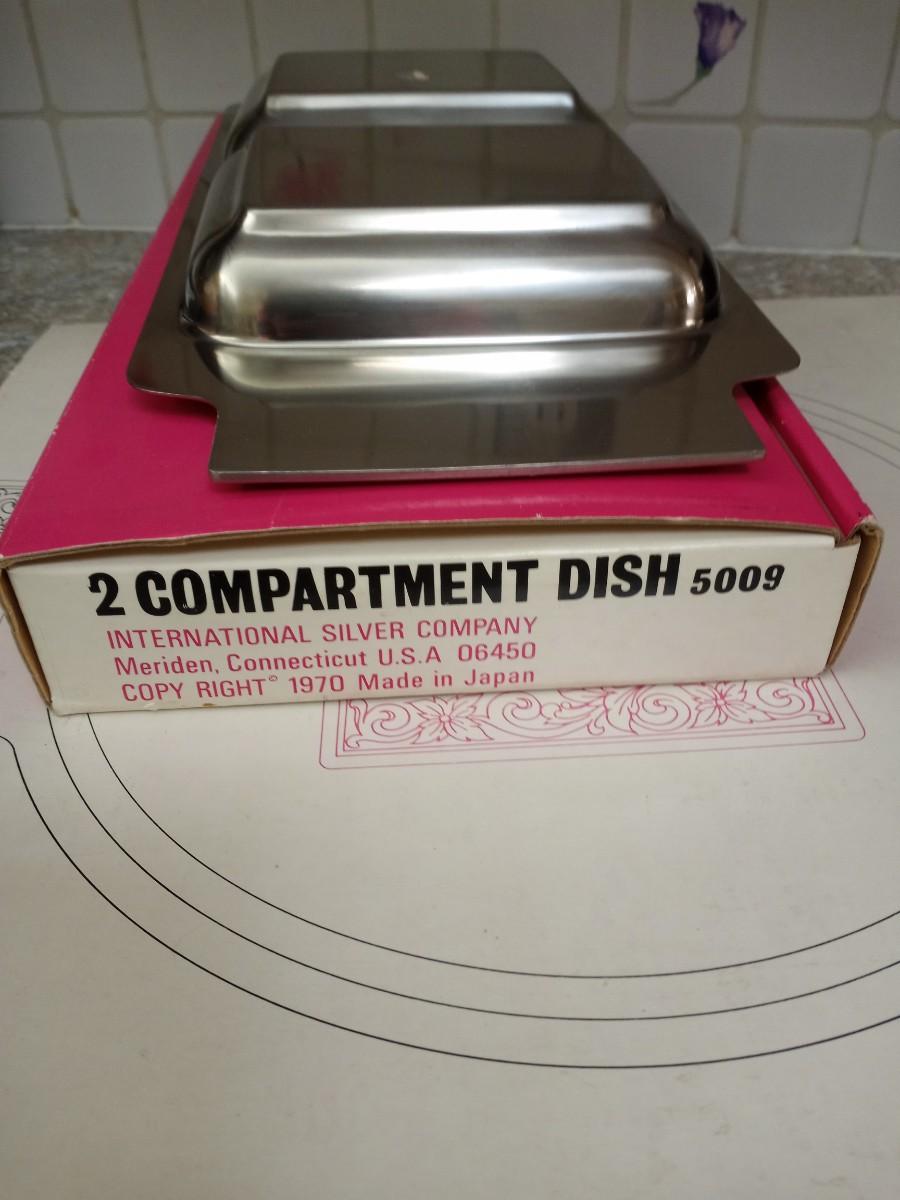 2 COMPARTMENT DISH 5009
INTERNATIONAL SILVER COMPANY
Meriden, Connecticut U.S.A 06450
COPY RIGHT© 1970 Made in Japan